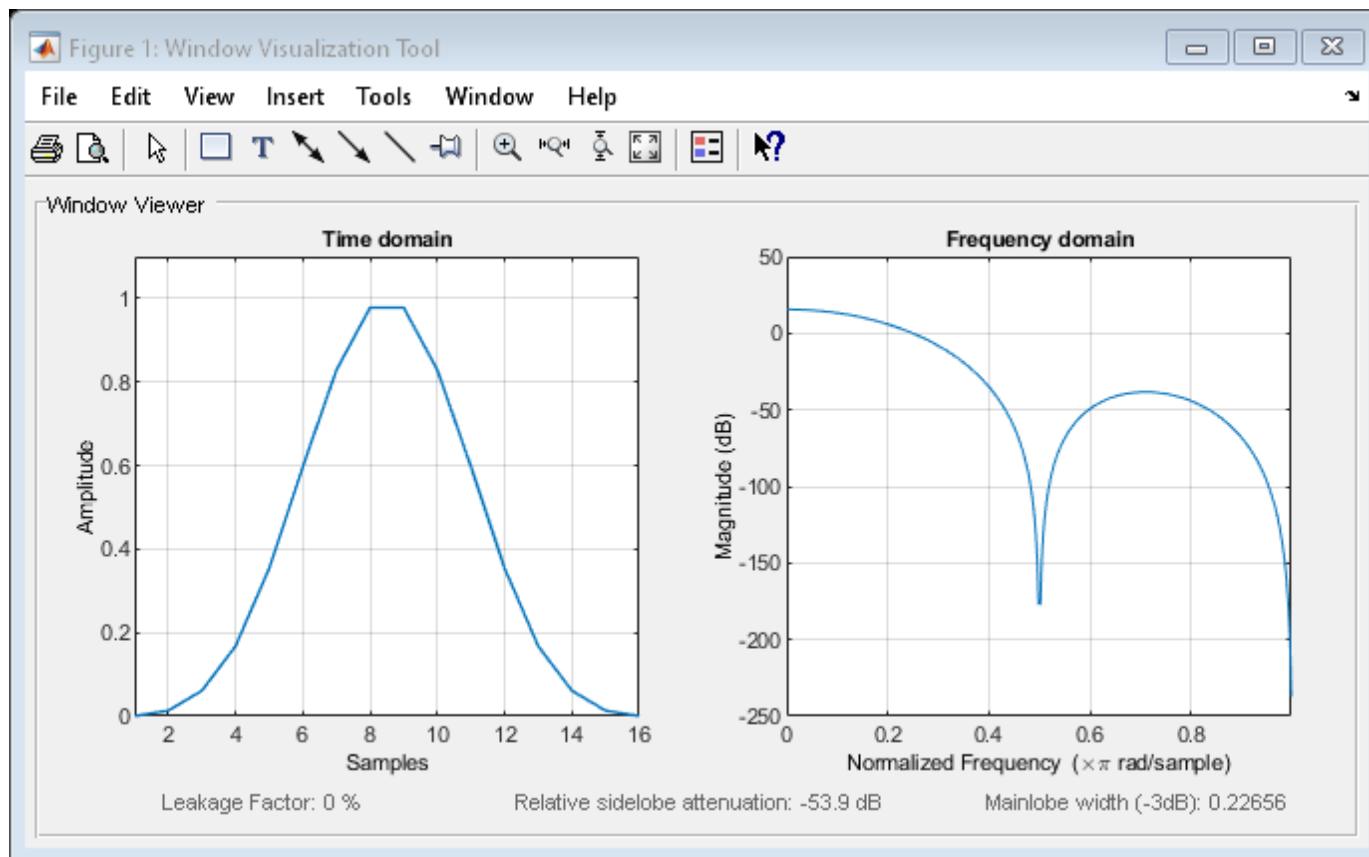 Figure 1: Window Visualization Tool
File Edit View Insert Tools Window Help
T
?
Window Viewer
Time domain
1
0.8
0.6
0.4
0.2
0
Amplitude
2 4 6 8 10 12 14 16
Samples
Frequency domain
50
0
-50
-100
-150
-200
-250
Magnitude (dB)
0 0.2 0.4 0.6 0.8
Normalized Frequency (×π rad/sample)
Leakage Factor: 0 % Relative sidelobe attenuation: -53.9 dB Mainlobe width (-3dB): 0.22656